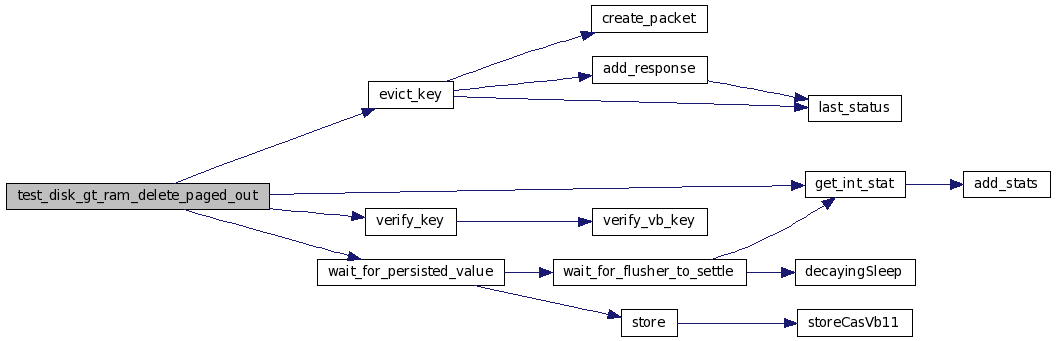 create_packet
add_response
evict_key
last_status
test_disk_gt_ram_delete_paged_out
get_int_stat
add_stats
verify_key
verify_vb_key
wait_for_persisted_value
wait_for_flusher_to_settle
decayingSleep
store
storeCasVb11